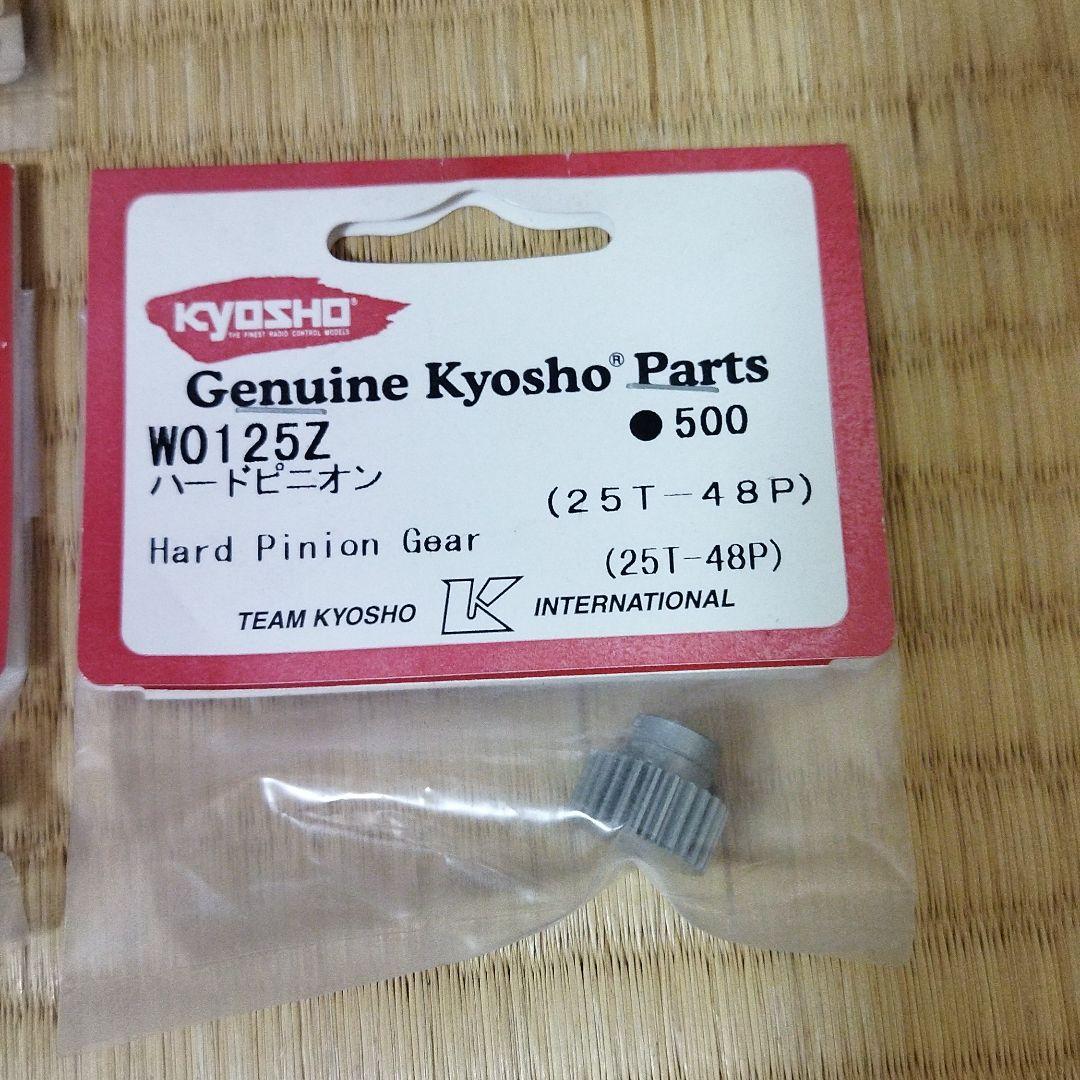 KYOSHO®
THE FINEST RADIO CONTROL MODELS
Genuine Kyosho® Parts
W0125Z ●500
ハードピニオン (25T-48P)
Hard Pinion Gear (25T-48P)
TEAM KYOSHO K INTERNATIONAL